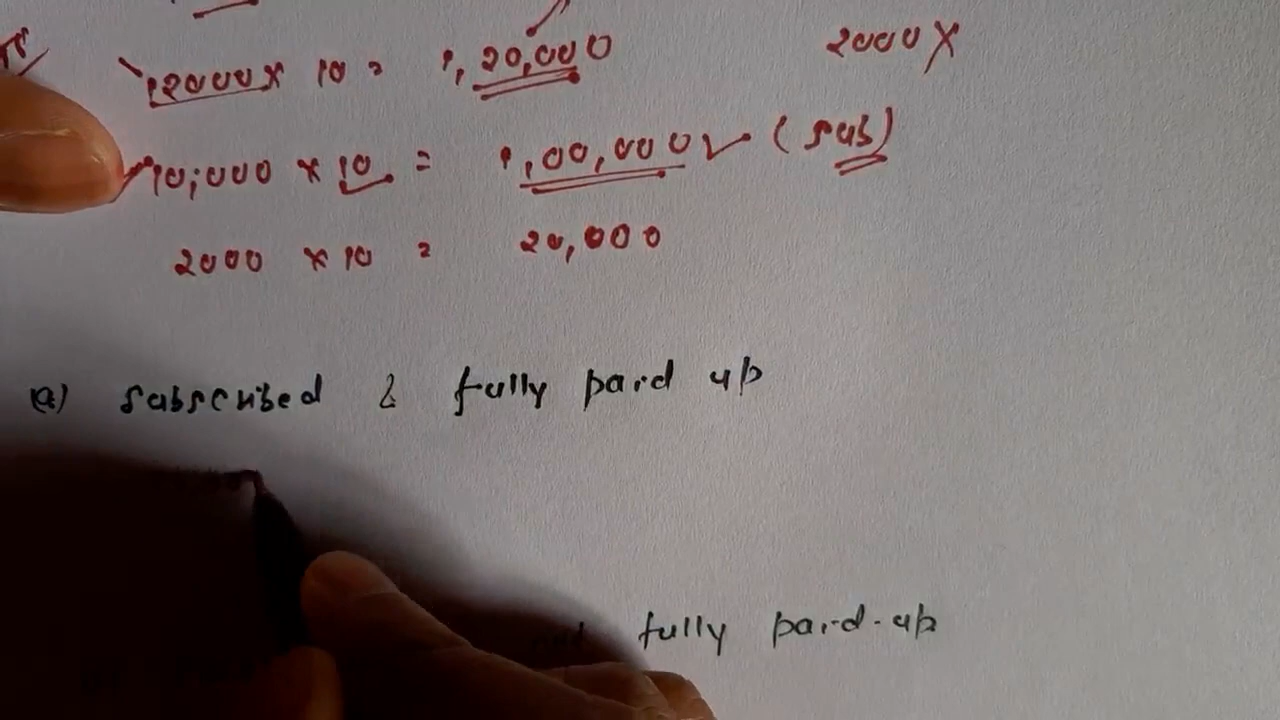 12000 x 10 = 1,20,000 2000 X
10,000 x 10 = 1,00,000 ✓ (sub)
2000 x 10 = 20,000
a) subscribed & fully paid up
fully paid-up